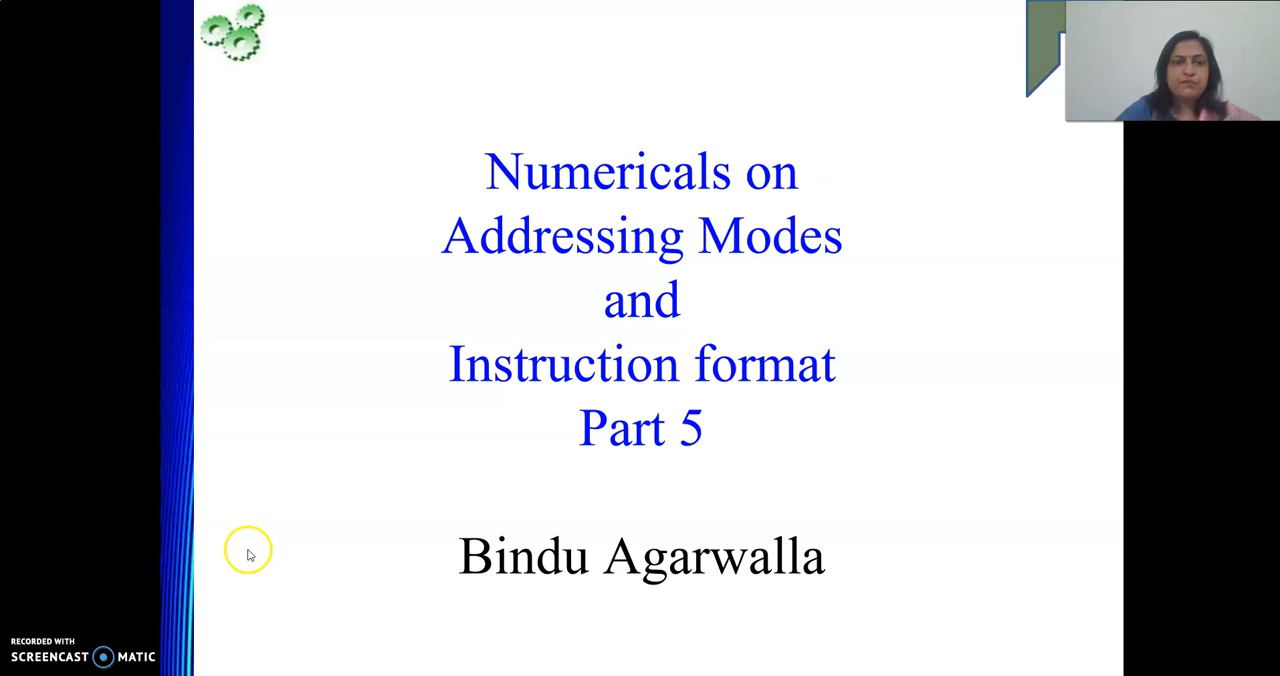 Numericals on
Addressing Modes
and
Instruction format
Part 5
Bindu Agarwalla
RECORDED WITH
SCREENCAST MATIC